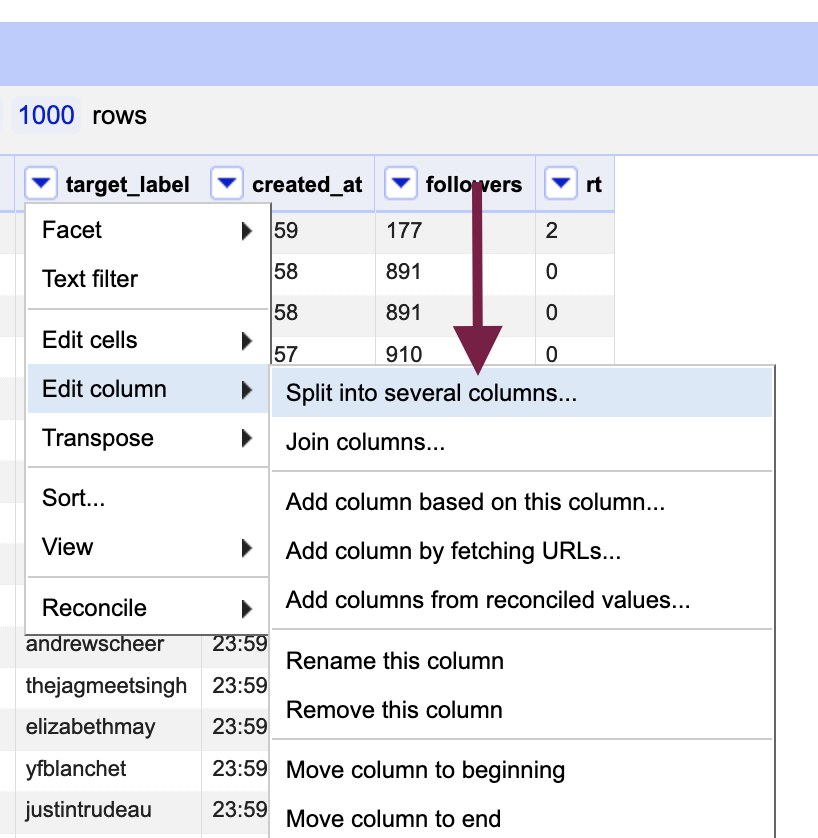 1000 rows
target_label created_at followers rt
Facet
59 177 2
Text filter
58 891 0
58 891 0
Edit cells
57 910 0
Edit column
Split into several columns...
Transpose
Join columns...
Sort...
Add column based on this column...
View
Add column by fetching URLs...
Reconcile
Add columns from reconciled values...
andrewscheer 23:59
Rename this column
thejagmeetsingh 23:59
Remove this column
elizabethmay 23:59
yfblanchet 23:59
Move column to beginning
justintrudeau 23:59
Move column to end